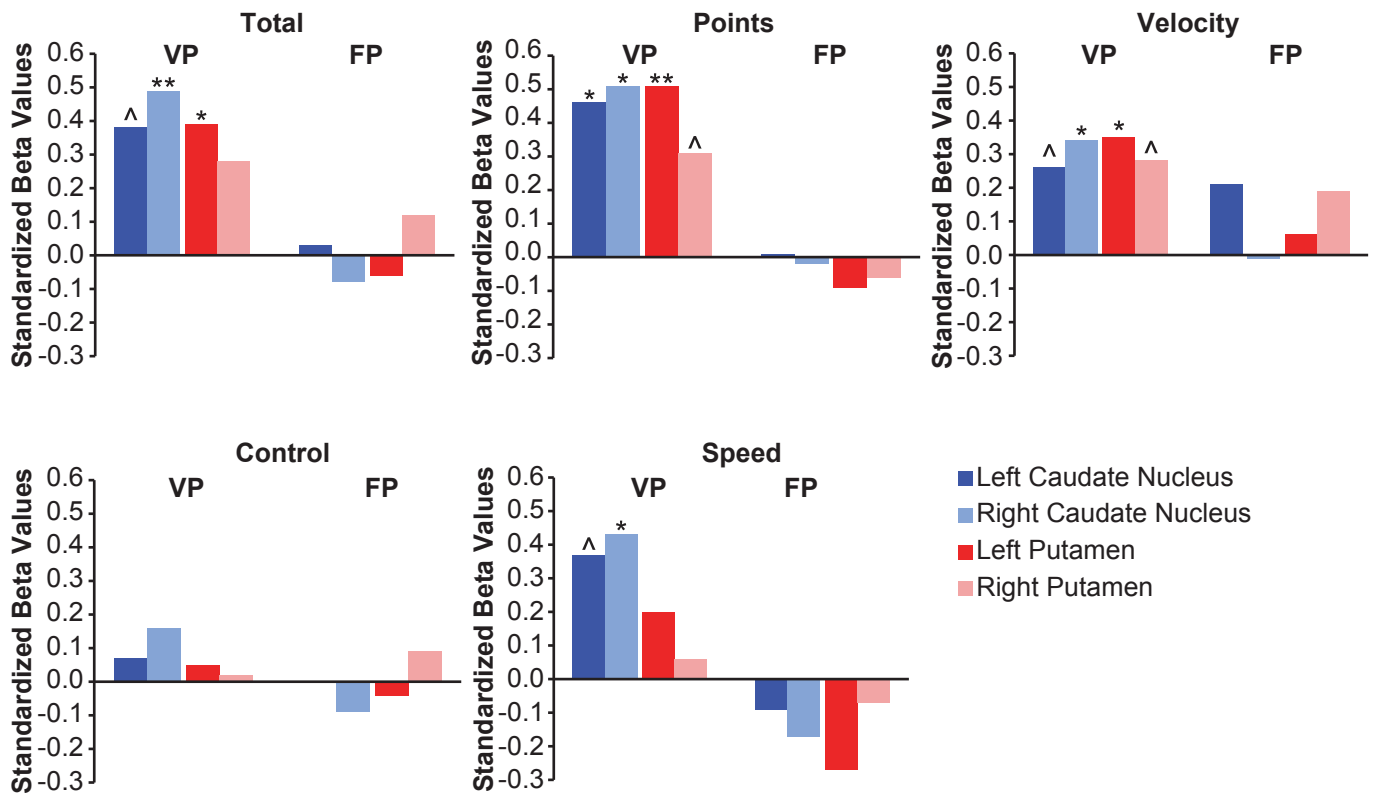 Total
VP FP
Standardized Beta Values
0.6
0.5
0.4
0.3
0.2
0.1
0.0
-0.1
-0.2
-0.3
^ ** *
Points
VP FP
Standardized Beta Values
0.6
0.5
0.4
0.3
0.2
0.1
0.0
-0.1
-0.2
-0.3
* * ** ^
Velocity
VP FP
Standardized Beta Values
0.6
0.5
0.4
0.3
0.2
0.1
0.0
-0.1
-0.2
-0.3
^ * * ^
Control
VP FP
Standardized Beta Values
0.6
0.5
0.4
0.3
0.2
0.1
0.0
-0.1
-0.2
-0.3
Speed
VP FP
Standardized Beta Values
0.6
0.5
0.4
0.3
0.2
0.1
0.0
-0.1
-0.2
-0.3
^ *
Left Caudate Nucleus
Right Caudate Nucleus
Left Putamen
Right Putamen